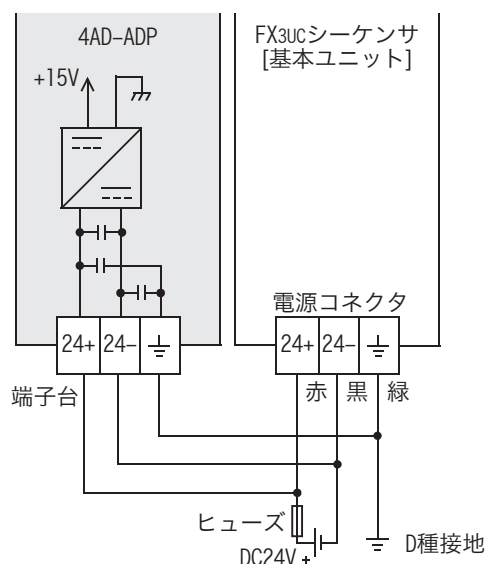 4AD-ADP
FX3UCシーケンサ
[基本ユニット]
+15V
電源コネクタ
24+ 24-
24+ 24-
端子台
赤 黒 緑
ヒューズ
DC24V +
D種接地